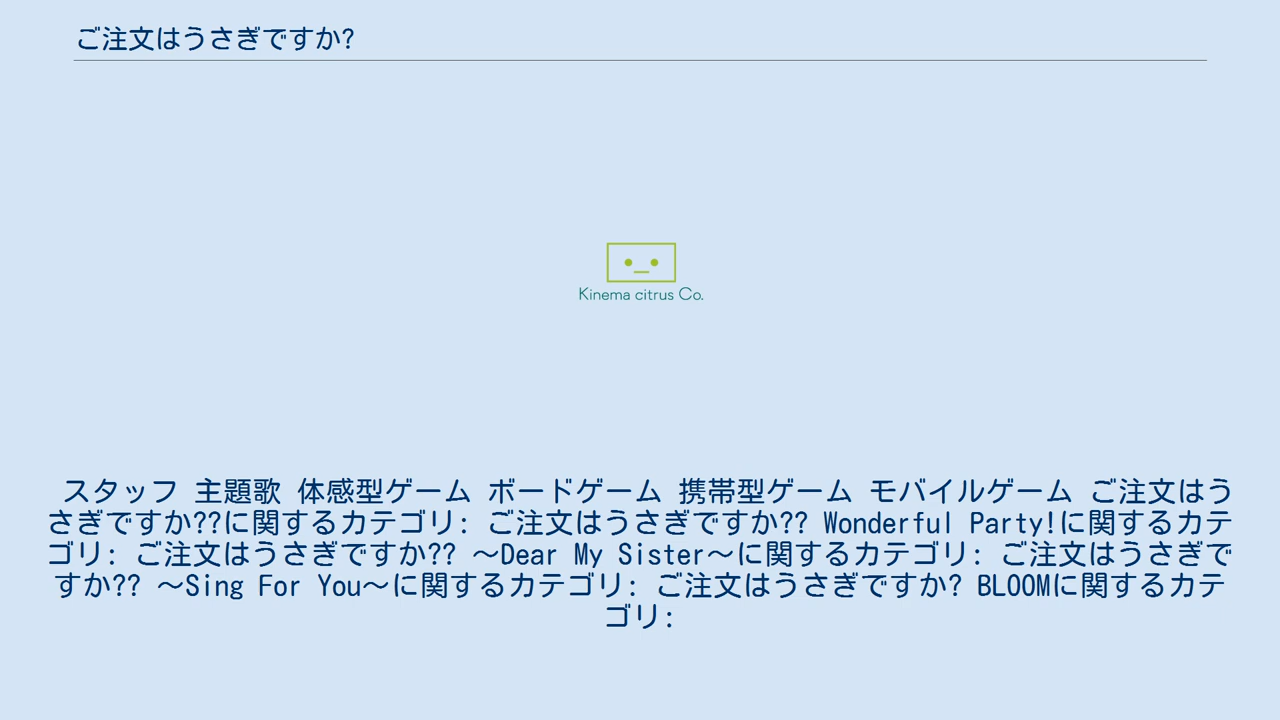 ご注文はうさぎですか?
Kinema citrus Co.
スタッフ 主題歌 体感型ゲーム ボードゲーム 携帯型ゲーム モバイルゲーム ご注文はう
さぎですか??に関するカテゴリ: ご注文はうさぎですか?? Wonderful Party!に関するカテ
ゴリ: ご注文はうさぎですか?? 〜Dear My Sister〜に関するカテゴリ: ご注文はうさぎで
すか?? 〜Sing For You〜に関するカテゴリ: ご注文はうさぎですか? BLOOMに関するカテ
ゴリ: